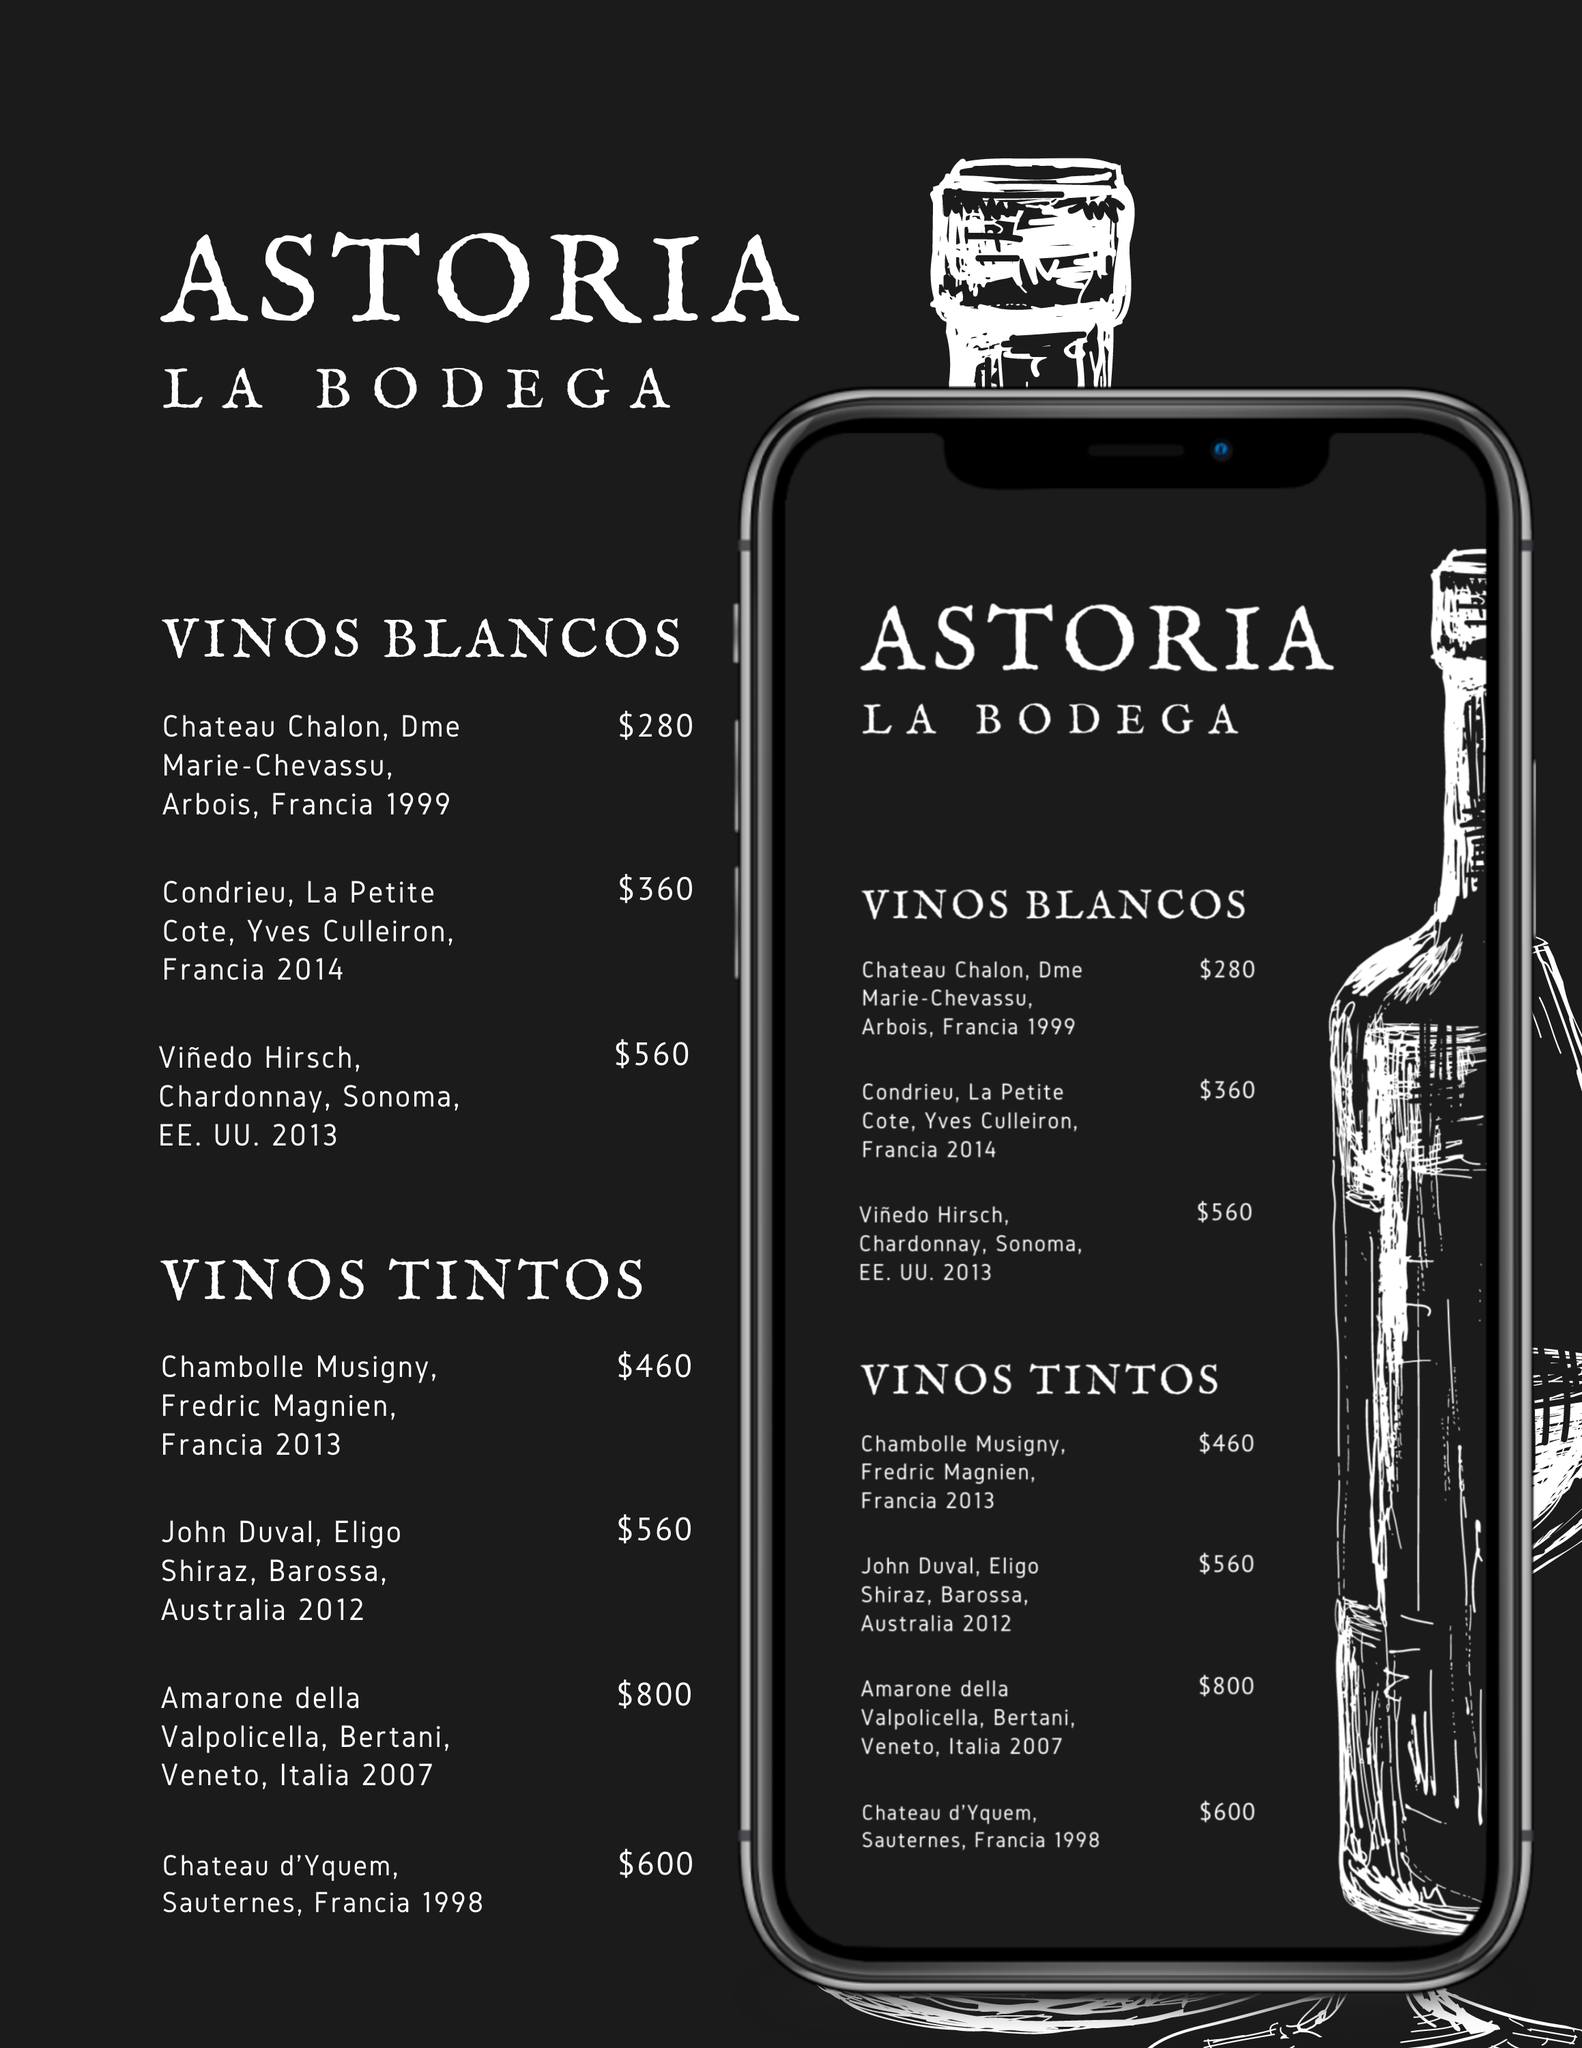 ASTORIA
LA BODEGA
VINOS BLANCOS
Chateau Chalon, Dme $280
Marie-Chevassu,
Arbois, Francia 1999
Condrieu, La Petite $360
Cote, Yves Culleiron,
Francia 2014
Viñedo Hirsch, $560
Chardonnay, Sonoma,
EE. UU. 2013
VINOS TINTOS
Chambolle Musigny, $460
Fredric Magnien,
Francia 2013
John Duval, Eligo $560
Shiraz, Barossa,
Australia 2012
Amarone della $800
Valpolicella, Bertani,
Veneto, Italia 2007
Chateau d’Yquem, $600
Sauternes, Francia 1998
ASTORIA
LA BODEGA
VINOS BLANCOS
Chateau Chalon, Dme $280
Marie-Chevassu,
Arbois, Francia 1999
Condrieu, La Petite $360
Cote, Yves Culleiron,
Francia 2014
Viñedo Hirsch, $560
Chardonnay, Sonoma,
EE. UU. 2013
VINOS TINTOS
Chambolle Musigny, $460
Fredric Magnien,
Francia 2013
John Duval, Eligo $560
Shiraz, Barossa,
Australia 2012
Amarone della $800
Valpolicella, Bertani,
Veneto, Italia 2007
Chateau d’Yquem, $600
Sauternes, Francia 1998